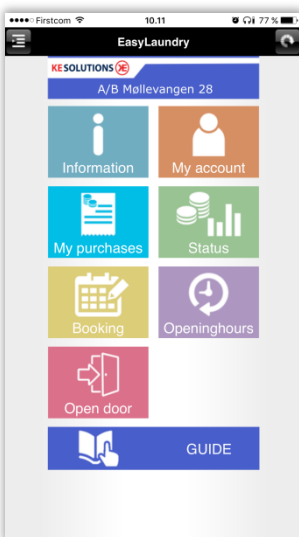 Firstcom 10.11 77 %
EasyLaundry
KE SOLUTIONS KE
A/B Møllevangen 28
Information My account
My purchases Status
Booking Openinghours
Open door
GUIDE